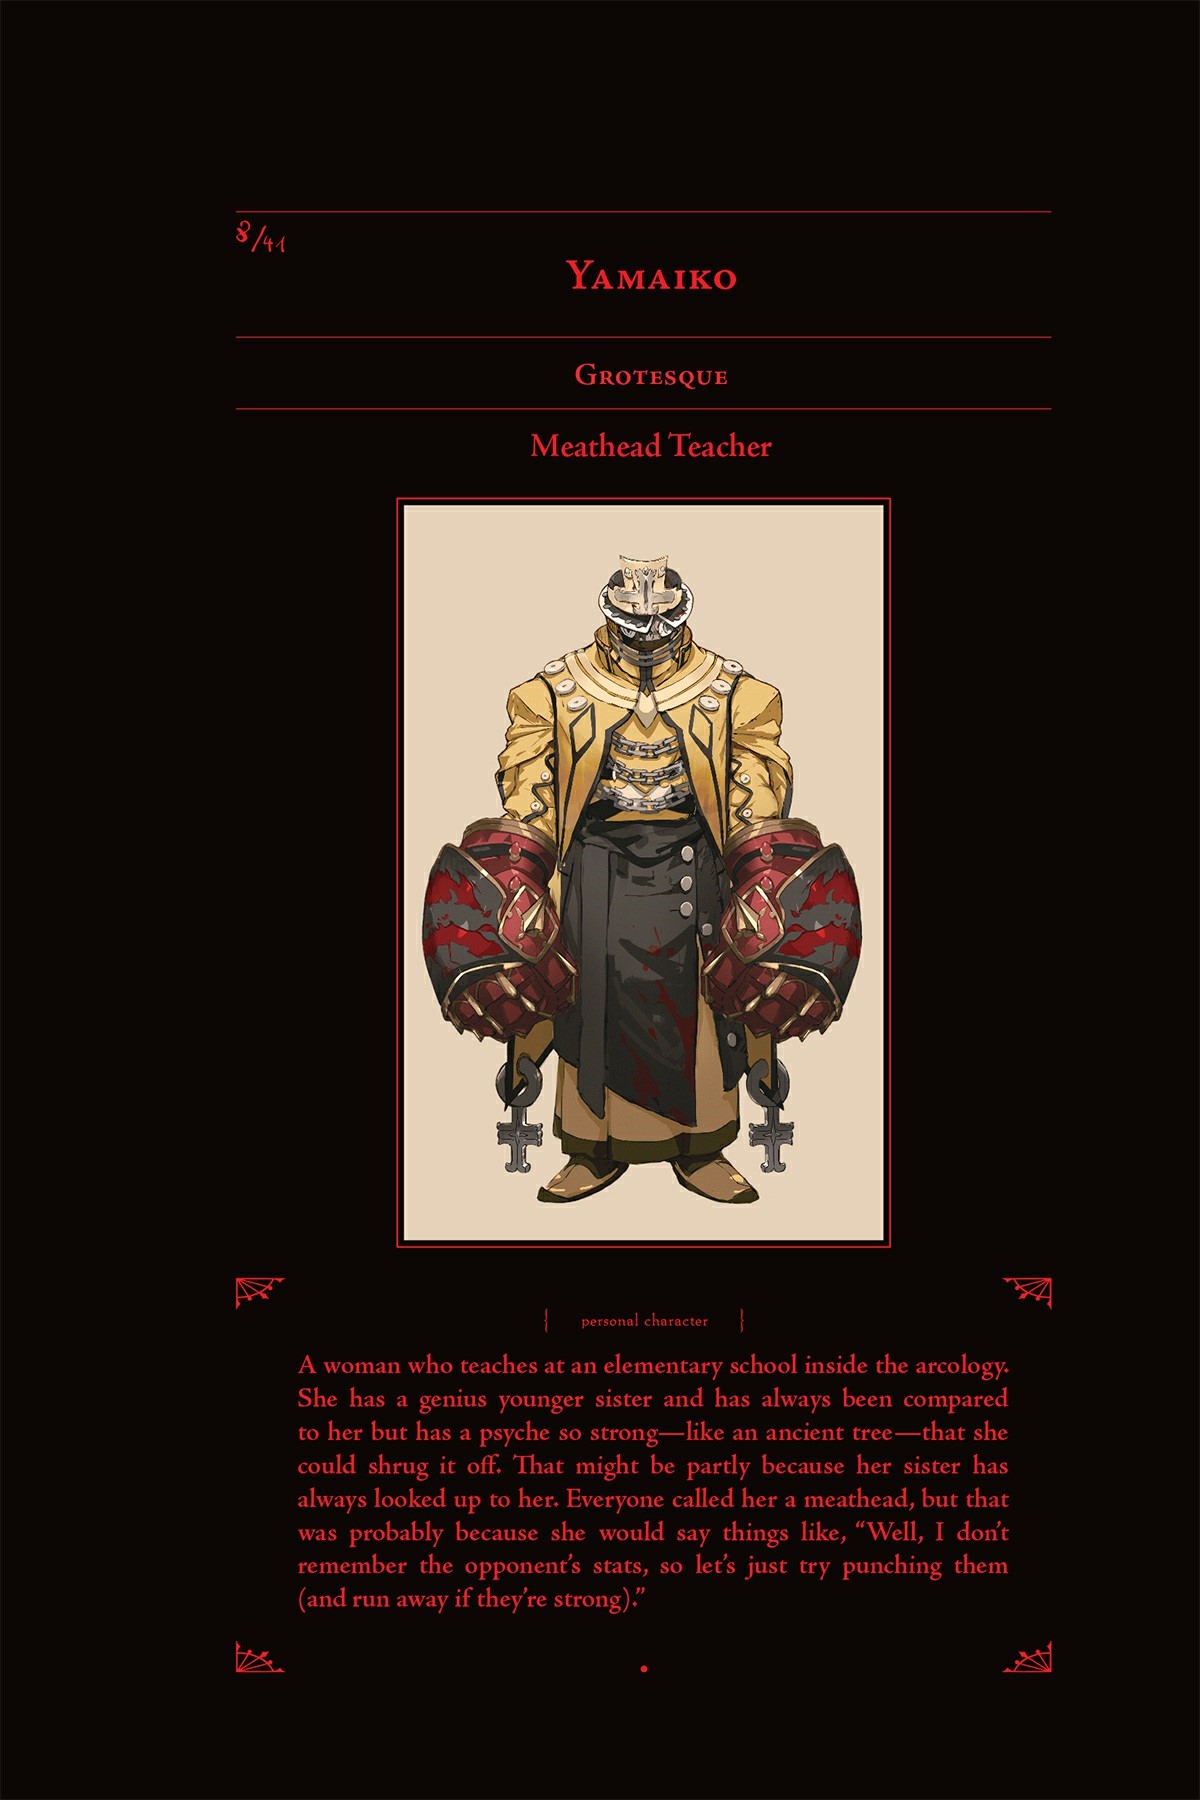 8/41
Yamaiko
Grotesque
Meathead Teacher
{ personal character }
A woman who teaches at an elementary school inside the arcology.
She has a genius younger sister and has always been compared
to her but has a psyche so strong—like an ancient tree—that she
could shrug it off. That might be partly because her sister has
always looked up to her. Everyone called her a meathead, but that
was probably because she would say things like, “Well, I don’t
remember the opponent’s stats, so let’s just try punching them
(and run away if they’re strong).”